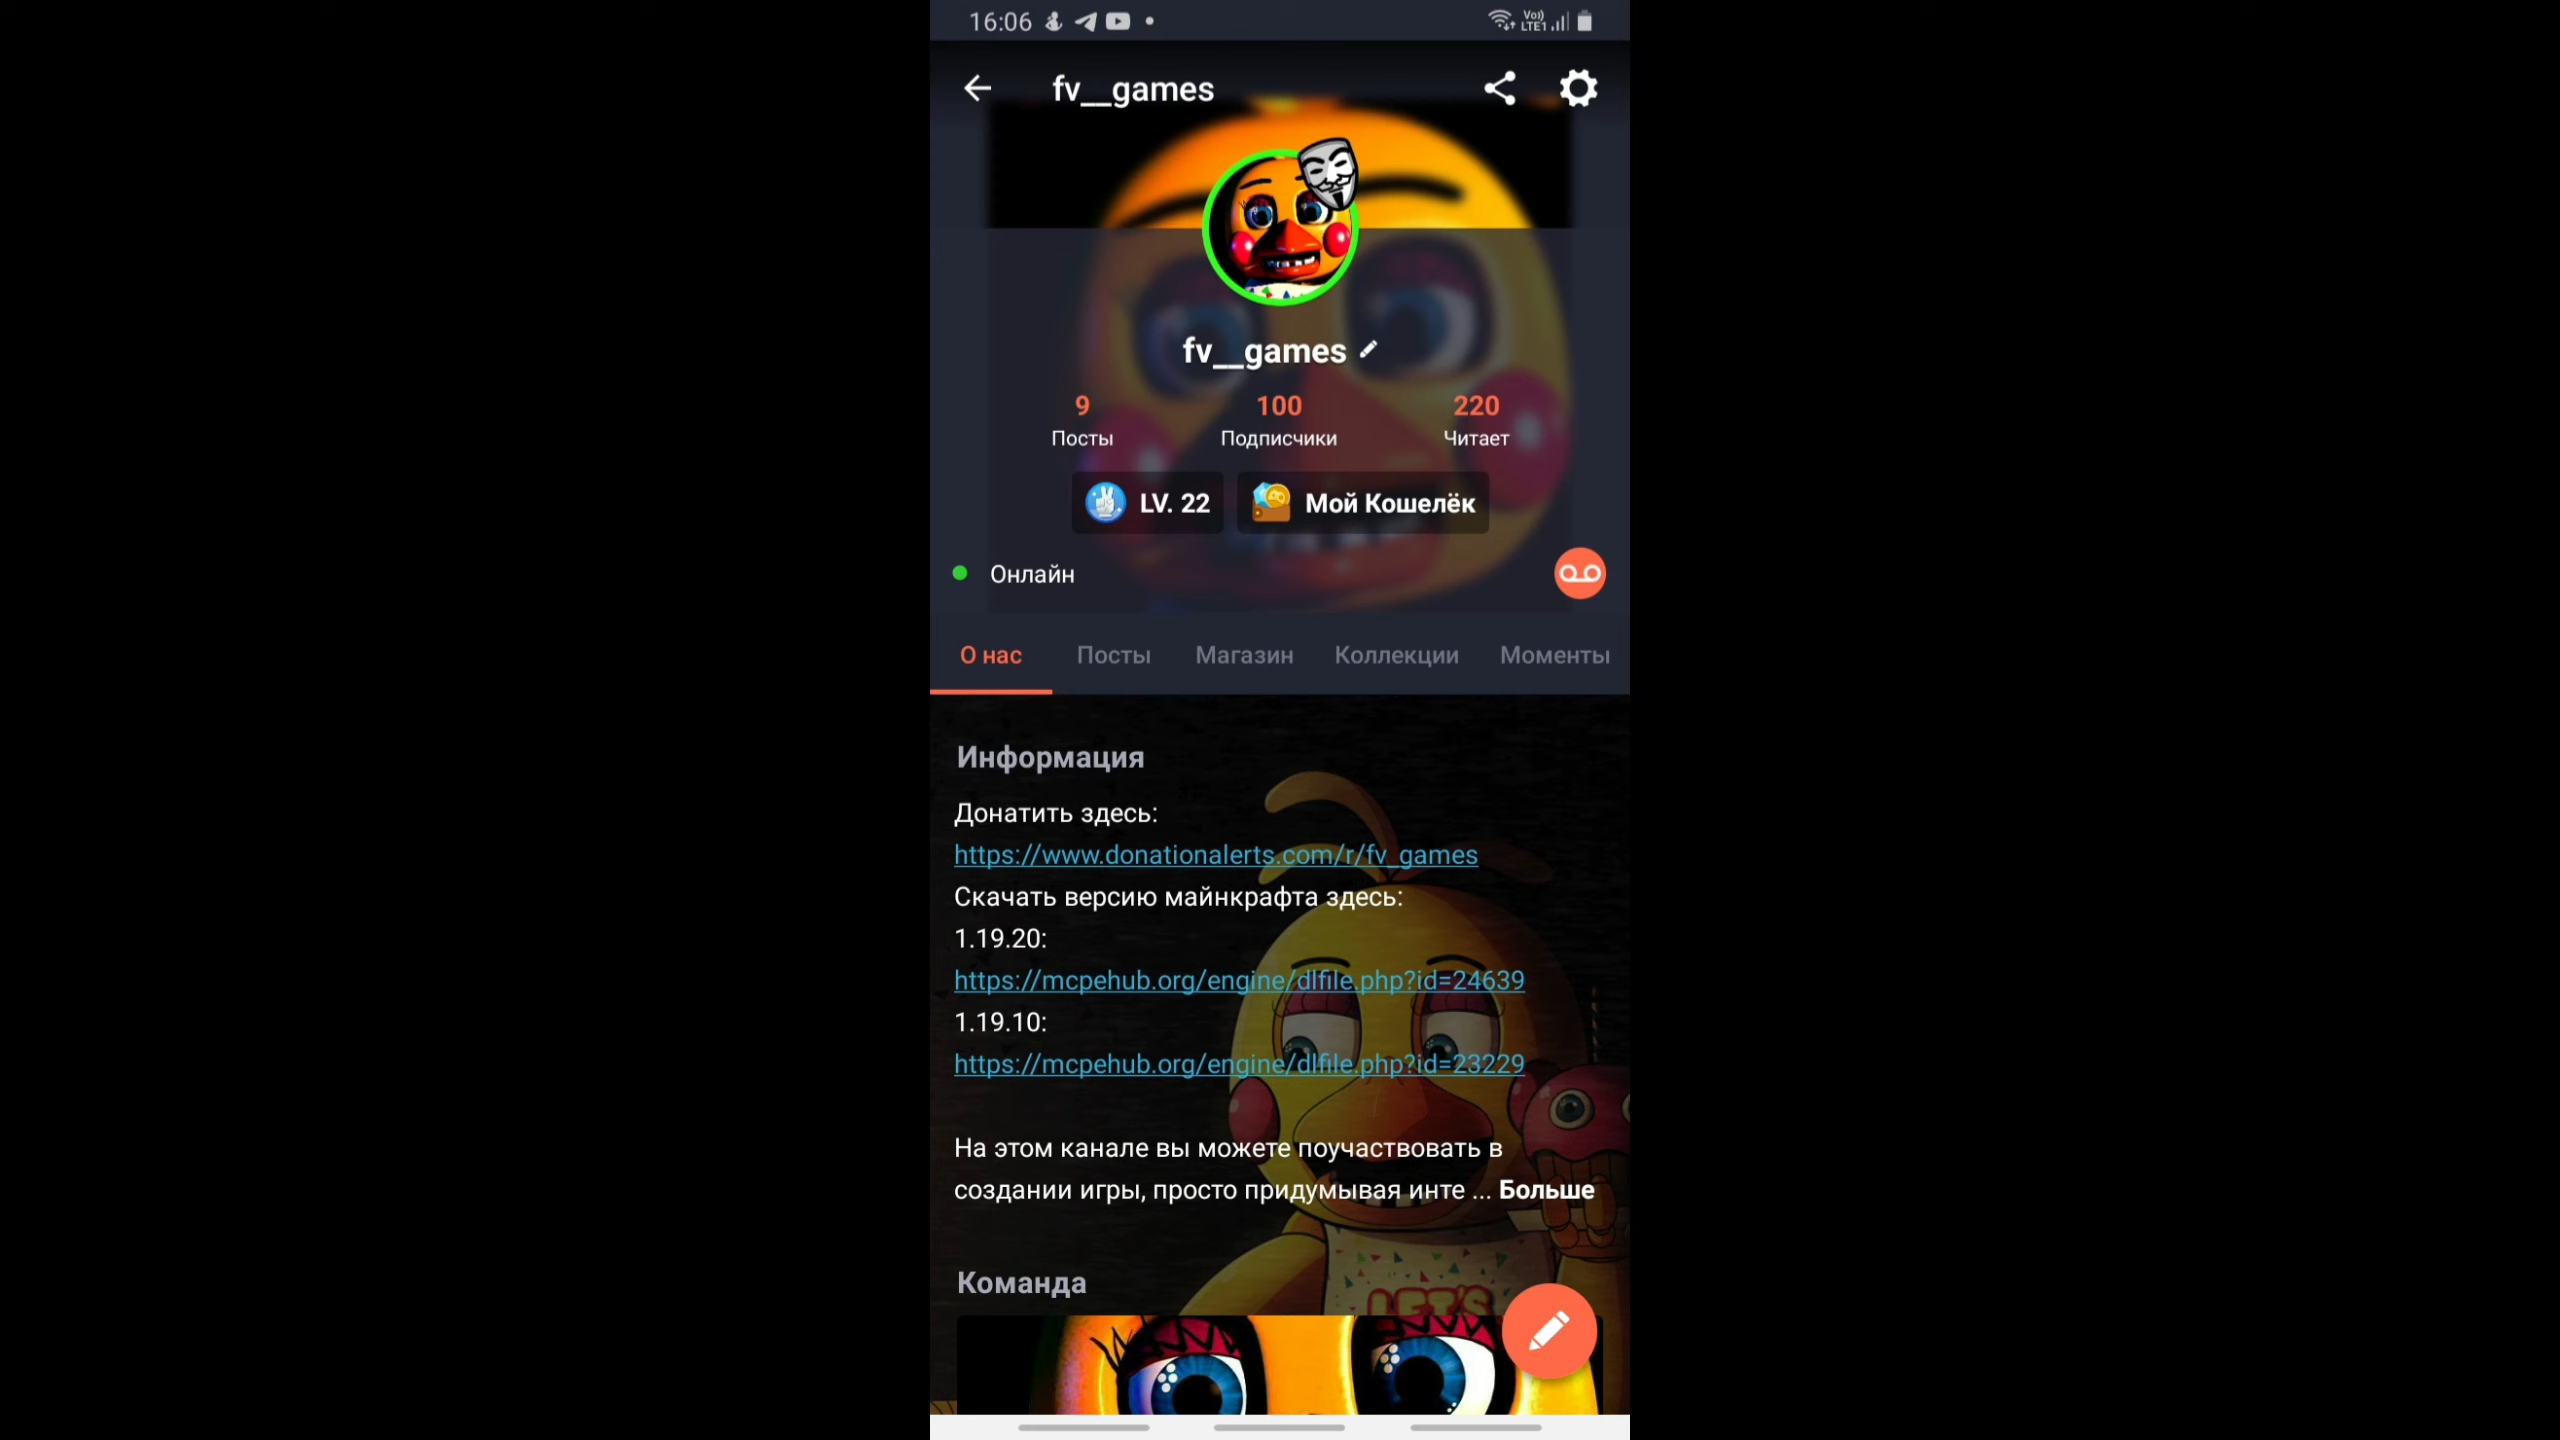 16:06
Vo)) LTE1
fv__games
fv__games
9 100 220
Посты Подписчики Читает
LV. 22 Мой Кошелёк
Онлайн
О нас Посты Магазин Коллекции Моменты
Информация
Донатить здесь:
https://www.donationalerts.com/r/fv_games
Скачать версию майнкрафта здесь:
1.19.20:
https://mcpehub.org/engine/dlfile.php?id=24639
1.19.10:
https://mcpehub.org/engine/dlfile.php?id=23229
На этом канале вы можете поучаствовать в
создании игры, просто придумывая инте ... Больше
LET'S
Команда